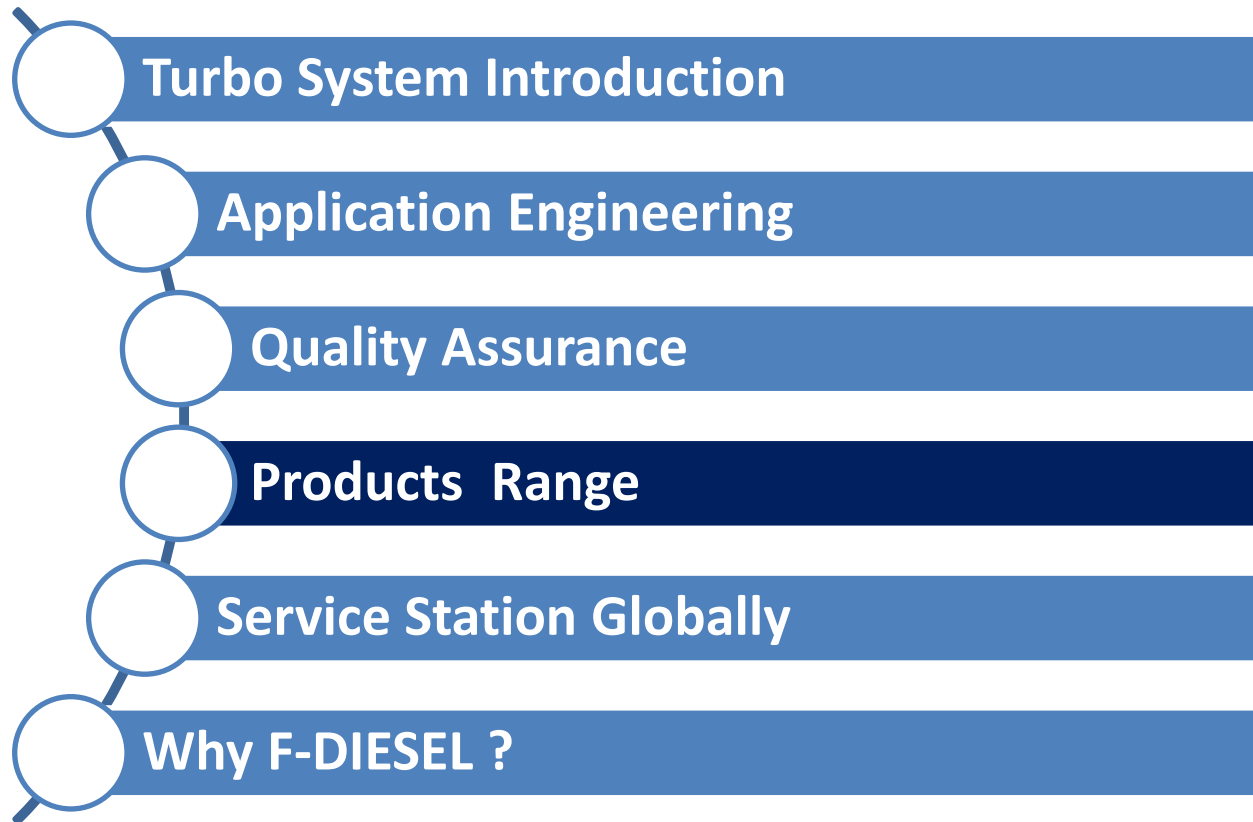 Turbo System Introduction
Application Engineering
Quality Assurance
Products  Range
Service Station Globally
Why F-DIESEL ?